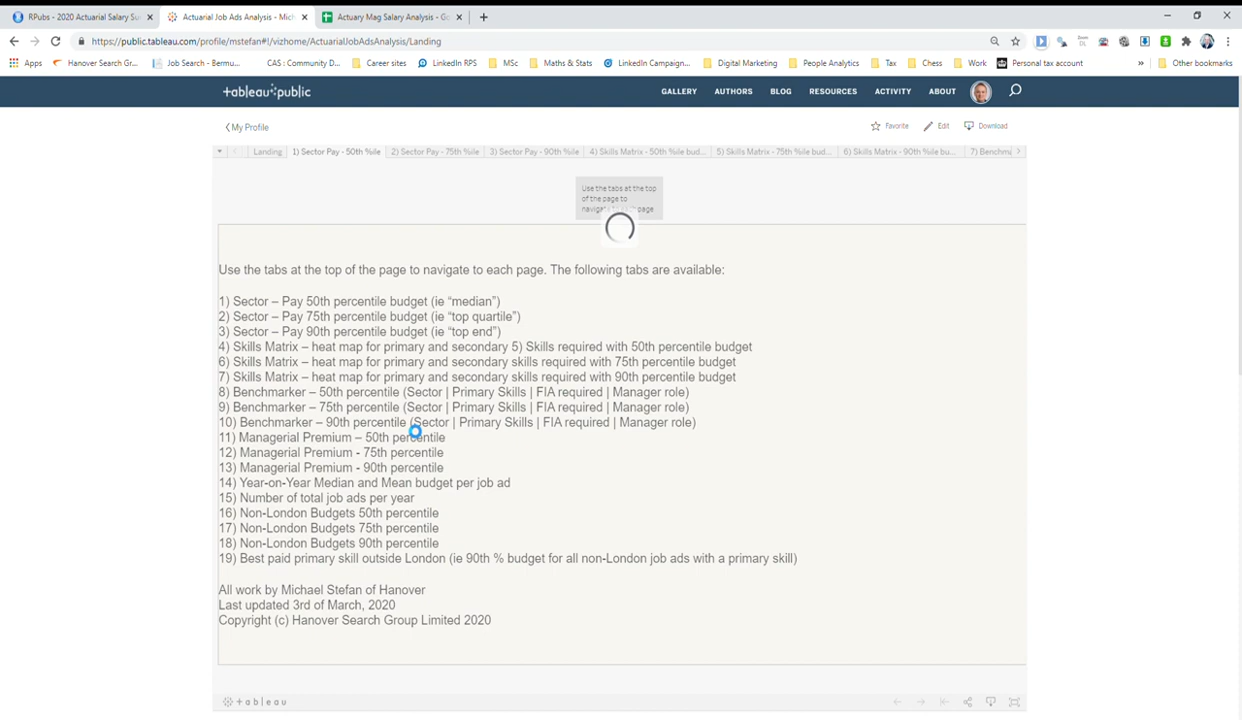 RPubs - 2020 Actuarial Salary Su
Actuarial Job Ads Analysis - Mich
Actuary Mag Salary Analysis - Go
https://public.tableau.com/profile/mstefan#!/vizhome/ActuarialJobAdsAnalysis/Landing
Apps
Hanover Search Gr...
Job Search - Bermu...
CAS : Community D...
Career sites
LinkedIn RPS
MSc
Maths & Stats
LinkedIn Campaign...
Digital Marketing
People Analytics
Tax
Chess
Work
Personal tax account
»
Other bookmarks
+ableau public
GALLERY
AUTHORS
BLOG
RESOURCES
ACTIVITY
ABOUT
My Profile
Favorite
Edit
Download
Landing
1) Sector Pay - 50th %ile
2) Sector Pay - 75th %ile
3) Sector Pay - 90th %ile
4) Skills Matrix - 50th %ile bud...
5) Skills Matrix - 75th %ile bud...
6) Skills Matrix - 90th %ile bu...
7) Benchm
Use the tabs at the top
of the page to
page
Use the tabs at the top of the page to navigate to each page. The following tabs are available:
1) Sector – Pay 50th percentile budget (ie “median”)
2) Sector – Pay 75th percentile budget (ie “top quartile”)
3) Sector – Pay 90th percentile budget (ie “top end”)
4) Skills Matrix – heat map for primary and secondary 5) Skills required with 50th percentile budget
6) Skills Matrix – heat map for primary and secondary skills required with 75th percentile budget
7) Skills Matrix – heat map for primary and secondary skills required with 90th percentile budget
8) Benchmarker – 50th percentile (Sector | Primary Skills | FIA required | Manager role)
9) Benchmarker – 75th percentile (Sector | Primary Skills | FIA required | Manager role)
10) Benchmarker – 90th percentile (Sector | Primary Skills | FIA required | Manager role)
11) Managerial Premium – 50th percentile
12) Managerial Premium - 75th percentile
13) Managerial Premium - 90th percentile
14) Year-on-Year Median and Mean budget per job ad
15) Number of total job ads per year
16) Non-London Budgets 50th percentile
17) Non-London Budgets 75th percentile
18) Non-London Budgets 90th percentile
19) Best paid primary skill outside London (ie 90th % budget for all non-London job ads with a primary skill)
All work by Michael Stefan of Hanover
Last updated 3rd of March, 2020
Copyright (c) Hanover Search Group Limited 2020
+ableau